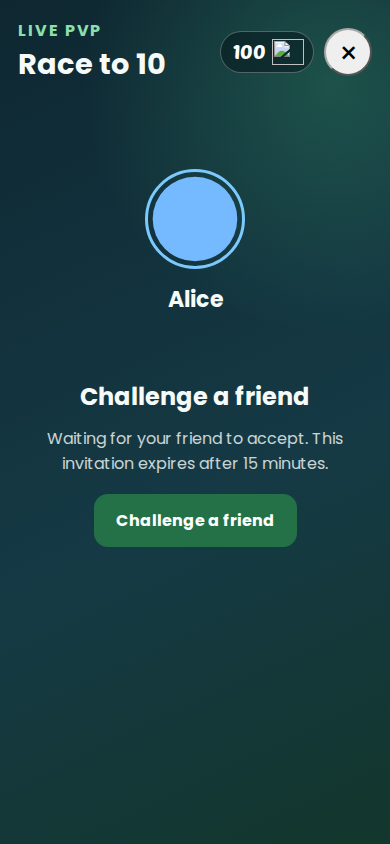 LIVE PVP
Race to 10
100
×
Alice
Challenge a friend
Waiting for your friend to accept. This
invitation expires after 15 minutes.
Challenge a friend